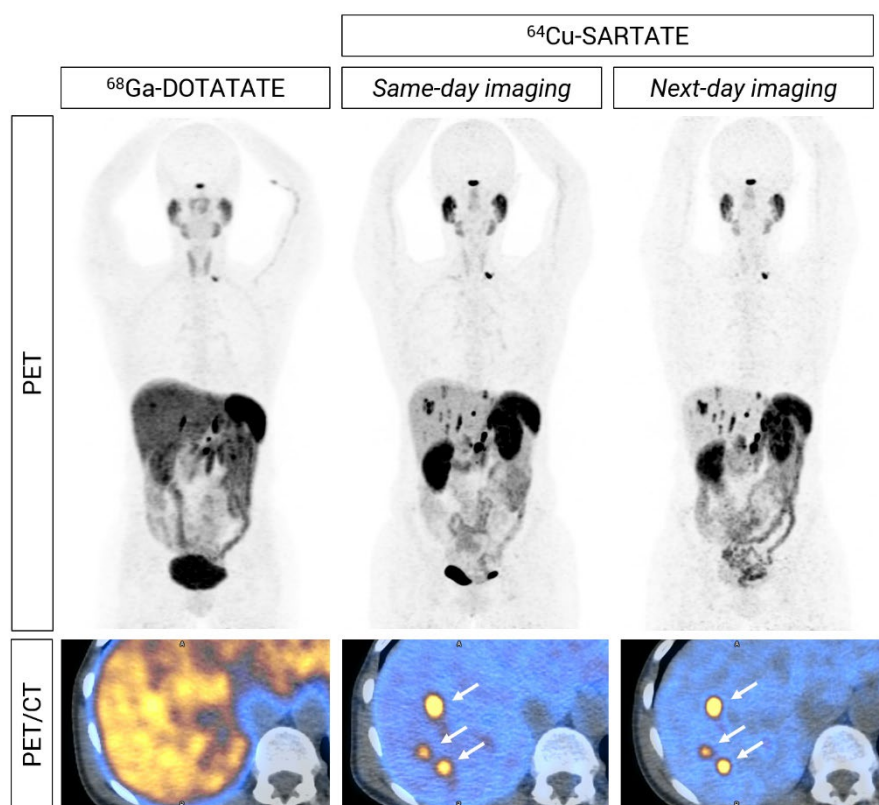 ⁶⁴Cu-SARTATE
⁶⁸Ga-DOTATATE
Same-day imaging
Next-day imaging
PET
PET/CT